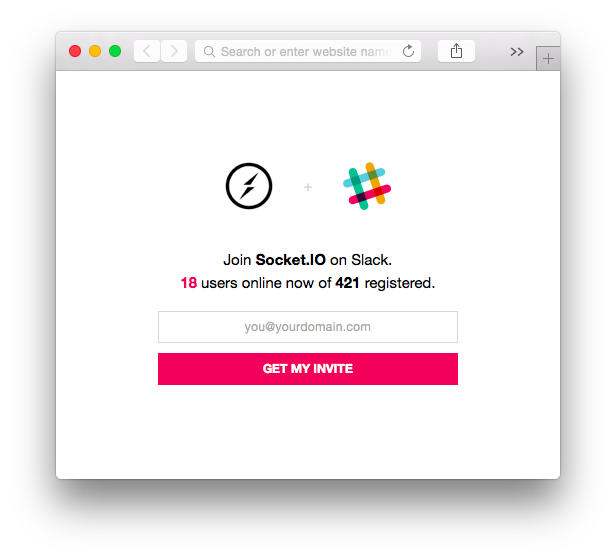 Search or enter website name
Join Socket.IO on Slack.
18 users online now of 421 registered.
you@yourdomain.com
GET MY INVITE